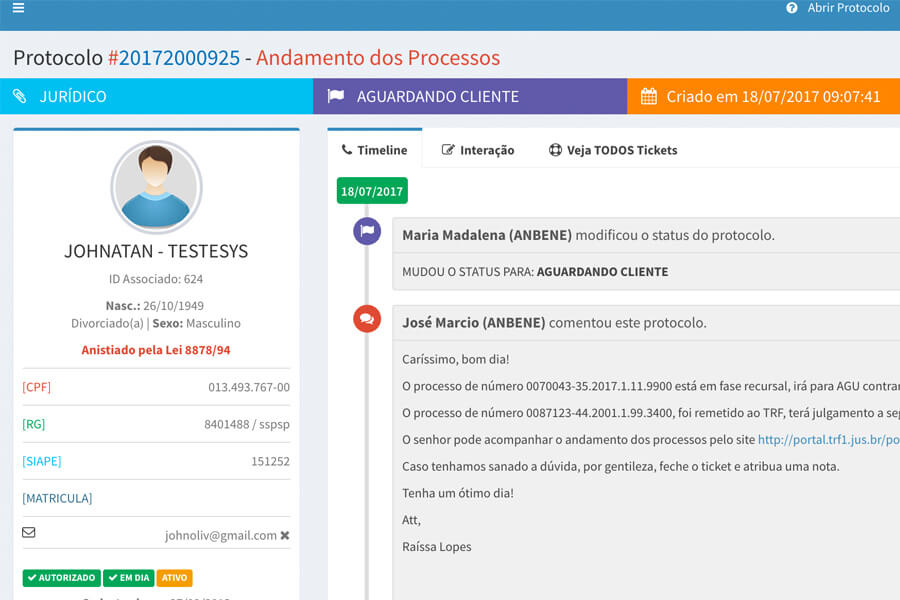 Abrir Protocolo
Protocolo #20172000925 - Andamento dos Processos
JURÍDICO
AGUARDANDO CLIENTE
Criado em 18/07/2017 09:07:41
JOHNATAN - TESTESYS
ID Associado: 624
Nasc.: 26/10/1949
Divorciado(a) | Sexo: Masculino
Anistiado pela Lei 8878/94
[CPF] 013.493.767-00
[RG] 8401488 / sspsp
[SIAPE] 151252
[MATRICULA]
johnoliv@gmail.com
AUTORIZADO EM DIA ATIVO
Timeline
Interação
Veja TODOS Tickets
18/07/2017
Maria Madalena (ANBENE) modificou o status do protocolo.
MUDOU O STATUS PARA: AGUARDANDO CLIENTE
José Marcio (ANBENE) comentou este protocolo.
Caríssimo, bom dia!
O processo de número 0070043-35.2017.1.11.9900 está em fase recursal, irá para AGU contrar
O processo de número 0087123-44.2001.1.99.3400, foi remetido ao TRF, terá julgamento a seg
O senhor pode acompanhar o andamento dos processos pelo site http://portal.trf1.jus.br/po
Caso tenhamos sanado a dúvida, por gentileza, feche o ticket e atribua uma nota.
Tenha um ótimo dia!
Att,
Raíssa Lopes